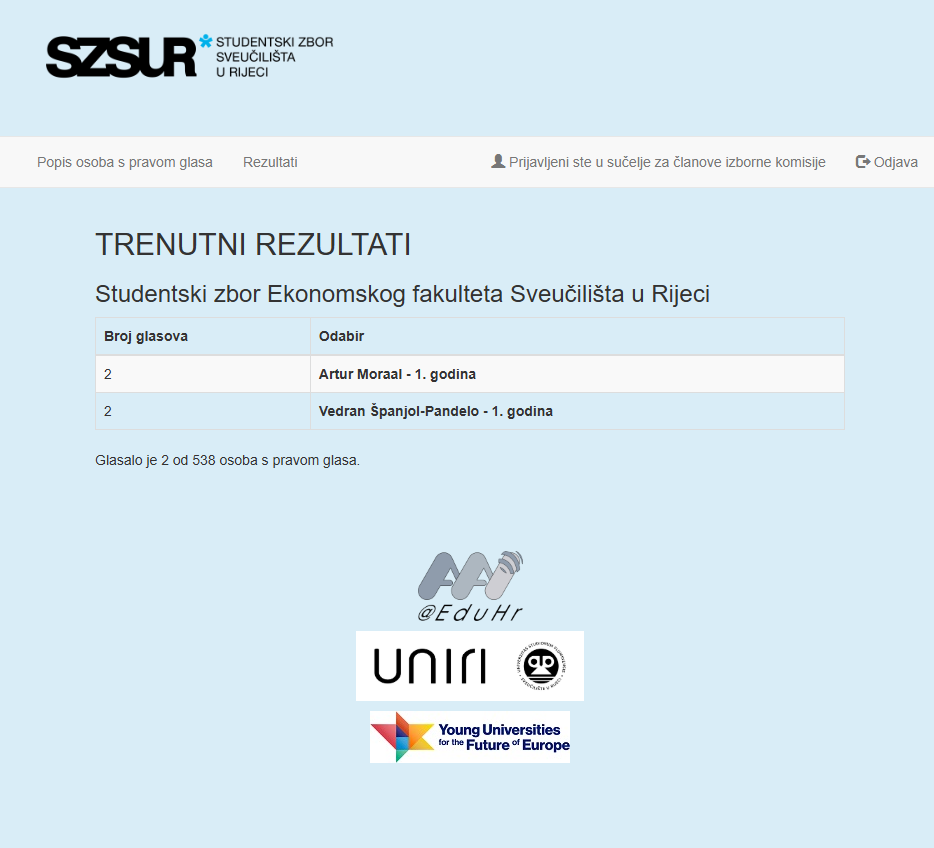 SZSUR
STUDENTSKI ZBOR
SVEUČILIŠTA
U RIJECI
Popis osoba s pravom glasa Rezultati Prijavljeni ste u sučelje za članove izborne komisije Odjava
TRENUTNI REZULTATI
Studentski zbor Ekonomskog fakulteta Sveučilišta u Rijeci
Broj glasova Odabir
2 Artur Moraal - 1. godina
2 Vedran Španjol-Pandelo - 1. godina
Glasalo je 2 od 538 osoba s pravom glasa.
AAI
@EduHr
UNIRI
Young Universities
for the Future of Europe